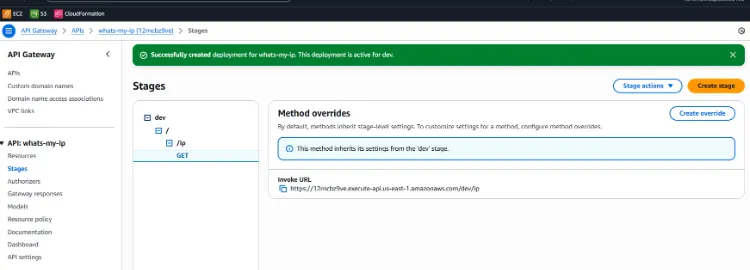 EC2 S3 CloudFormation
API Gateway > APIs > whats-my-ip (12mcbz9ve) > Stages
API Gateway
APIs
Custom domain names
Domain name access associations
VPC links
API: whats-my-ip
Resources
Stages
Authorizers
Gateway responses
Models
Resource policy
Documentation
Dashboard
API settings
Successfully created deployment for whats-my-ip. This deployment is active for dev.
Stages
Stage actions
Create stage
dev
/
/ip
GET
Method overrides
Create override
By default, methods inherit stage-level settings. To customize settings for a method, configure method overrides.
This method inherits its settings from the 'dev' stage.
Invoke URL
https://12mcbz9ve.execute-api.us-east-1.amazonaws.com/dev/ip